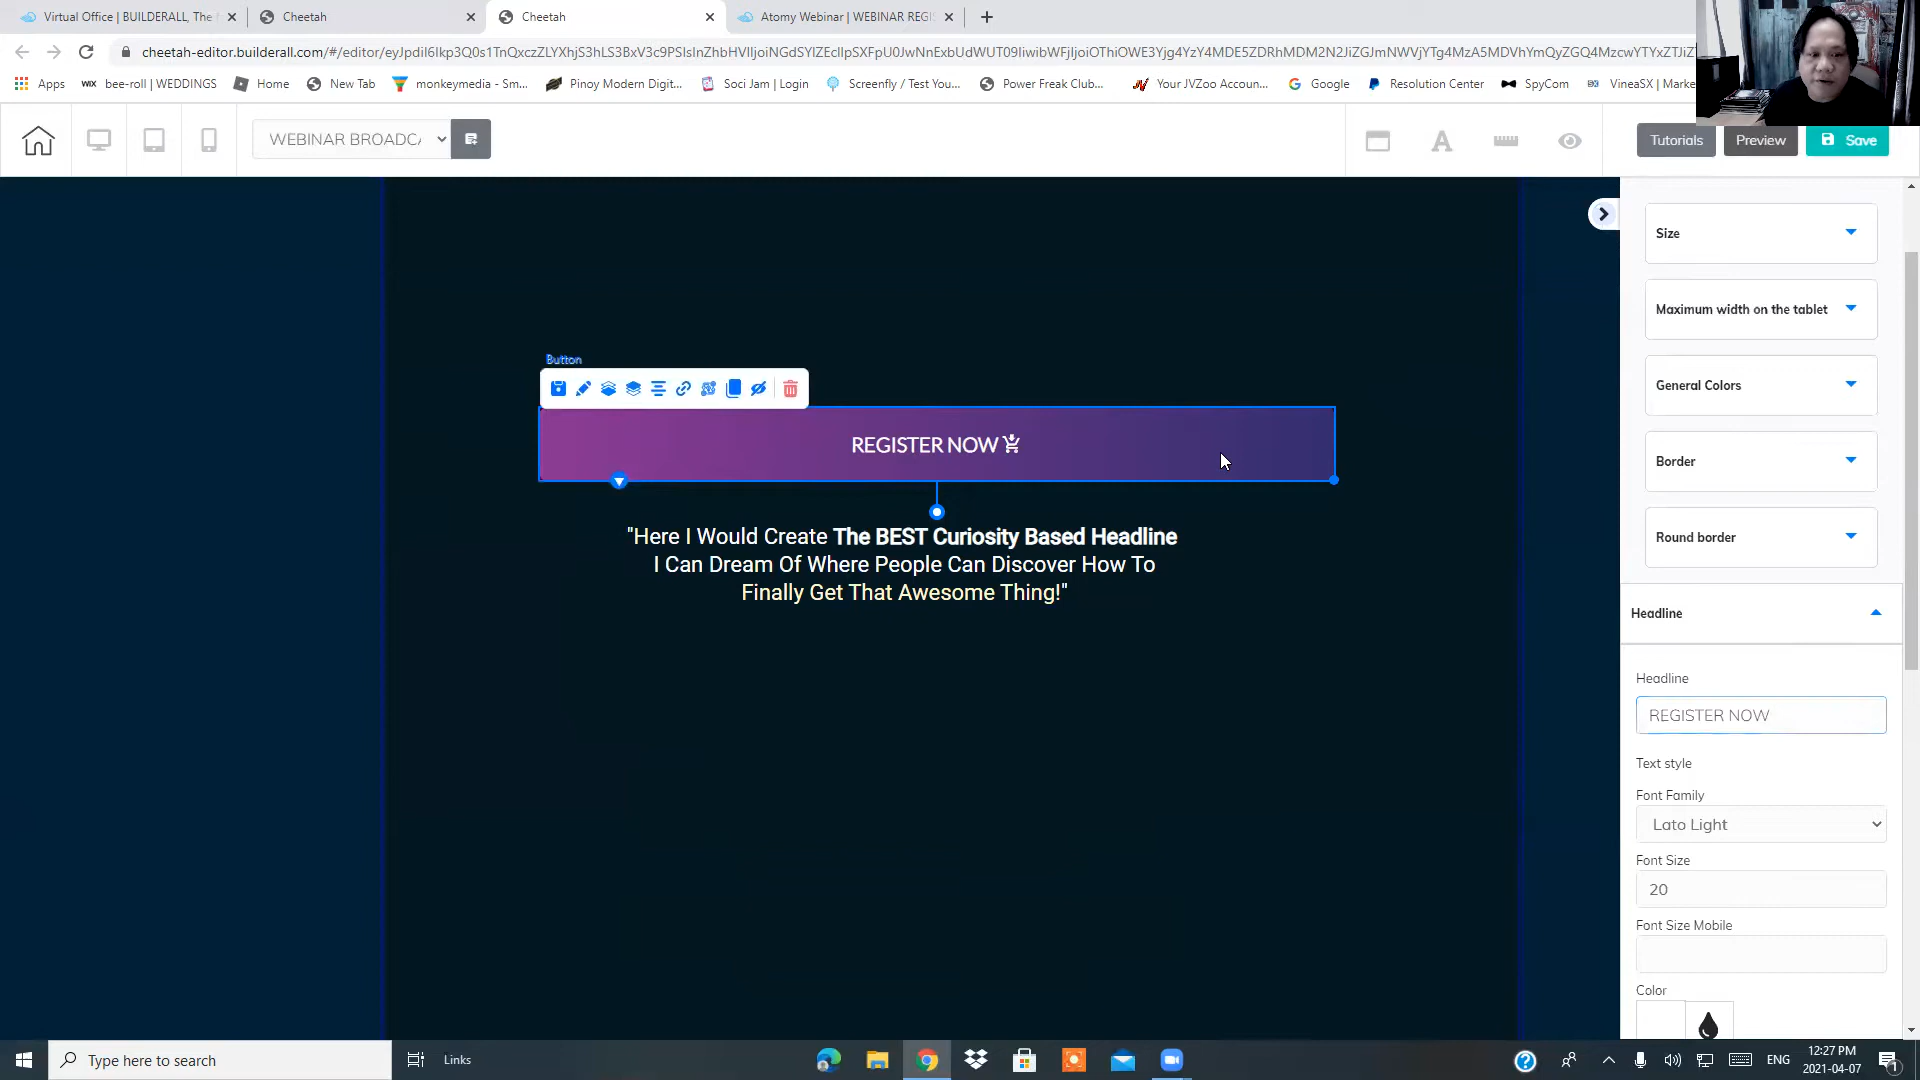 Virtual Office | BUILDERALL, The
Cheetah
Cheetah
Atomy Webinar | WEBINAR REGI
cheetah-editor.builderall.com/#/editor/
Apps
bee-roll | WEDDINGS
Home
New Tab
monkeymedia - Sm...
Pinoy Modern Digit...
Soci Jam | Login
Screenfly / Test You...
Power Freak Club...
Your JVZoo Accoun...
Google
Resolution Center
SpyCom
VineaSX | Marke
WEBINAR BROADCA
Tutorials
Preview
Save
Size
Maximum width on the tablet
General Colors
Border
Round border
Button
REGISTER NOW
"Here I Would Create The BEST Curiosity Based Headline
I Can Dream Of Where People Can Discover How To
Finally Get That Awesome Thing!"
Headline
Headline
REGISTER NOW
Text style
Font Family
Lato Light
Font Size
20
Font Size Mobile
Color
Type here to search
Links
ENG
12:27 PM
2021-04-07